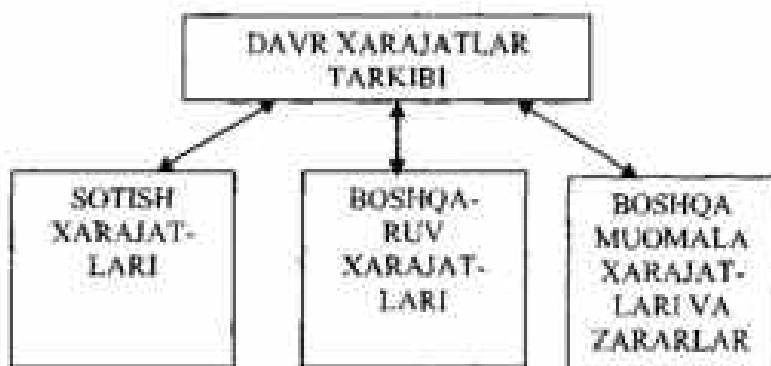 DAVR XARAJATLAR
TARKIBI
SOTISH
XARAJAT-
LARI
BOSHQA-
RUV
XARAJAT-
LARI
BOSHQA
MUOMALA
XARAJAT-
LARI VA
ZARARLAR